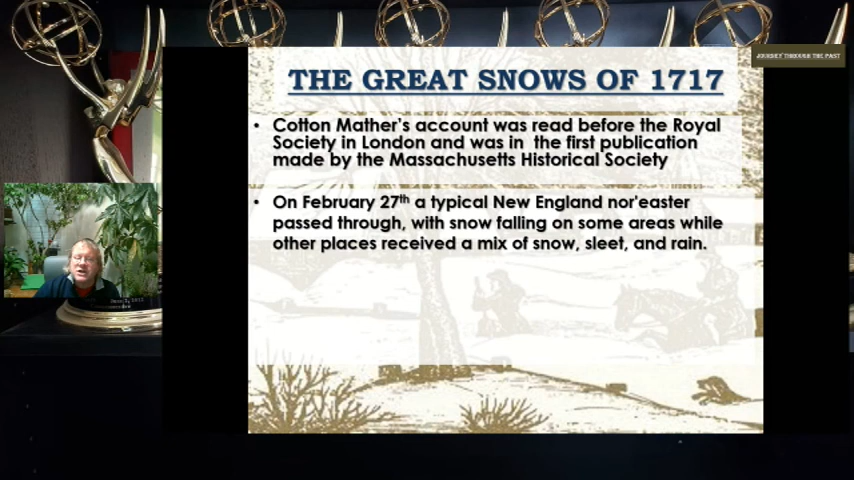 JOURNEY THROUGH THE PAST
THE GREAT SNOWS OF 1717
• Cotton Mather's account was read before the Royal
Society in London and was in the first publication
made by the Massachusetts Historical Society
• On February 27th a typical New England nor'easter
passed through, with snow falling on some areas while
other places received a mix of snow, sleet, and rain.